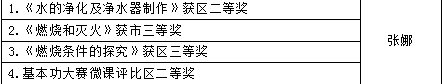 1.《水的净化及净水器制作》获区二等奖
2.《燃烧和灭火》获市三等奖
3.《燃烧条件的探究》获区三等奖
4.基本功大赛微课评比区二等奖
张娜